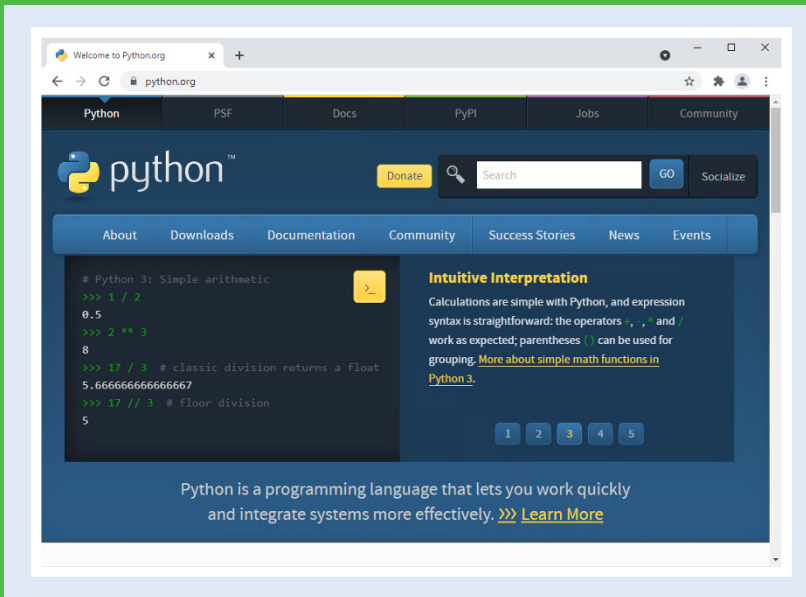 Welcome to Python.org
python.org
Python PSF Docs PyPI Jobs Community
python™
Donate Search GO Socialize
About Downloads Documentation Community Success Stories News Events
# Python 3: Simple arithmetic
>>> 1 / 2
0.5
>>> 2 ** 3
8
>>> 17 / 3 # classic division returns a float
5.666666666666667
>>> 17 // 3 # floor division
5
>_
Intuitive Interpretation
Calculations are simple with Python, and expression
syntax is straightforward: the operators +, -, * and /
work as expected; parentheses () can be used for
grouping. More about simple math functions in
Python 3.
1 2 3 4 5
Python is a programming language that lets you work quickly
and integrate systems more effectively. >>> Learn More